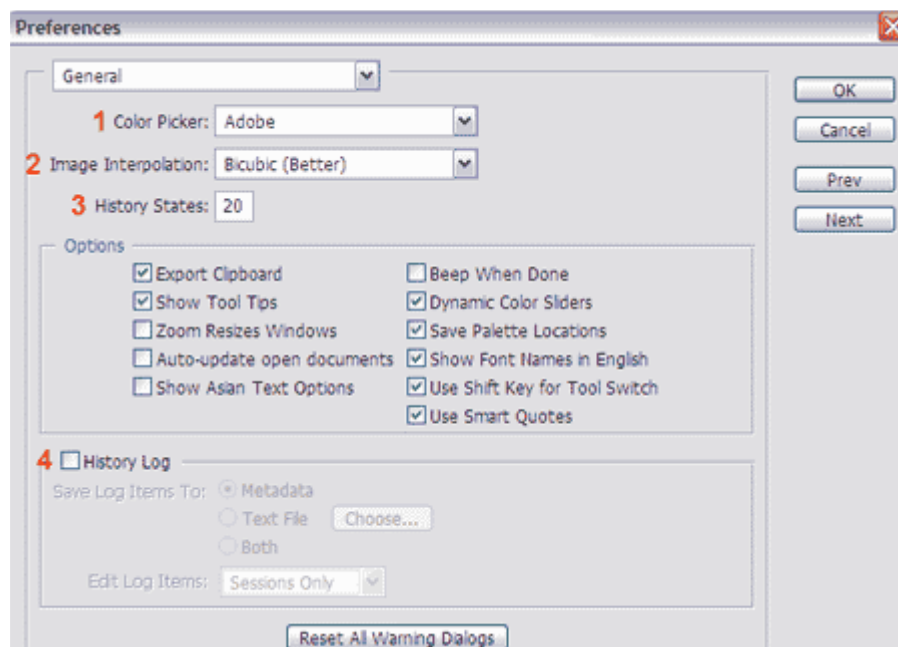 Preferences
General
OK
1 Color Picker: Adobe
Cancel
2 Image Interpolation: Bicubic (Better)
Prev
3 History States: 20
Next
Options
Export Clipboard
Beep When Done
Show Tool Tips
Dynamic Color Sliders
Zoom Resizes Windows
Save Palette Locations
Auto-update open documents
Show Font Names in English
Show Asian Text Options
Use Shift Key for Tool Switch
Use Smart Quotes
4 History Log
Save Log Items To: Metadata
Text File Choose...
Both
Edit Log Items: Sessions Only
Reset All Warning Dialogs